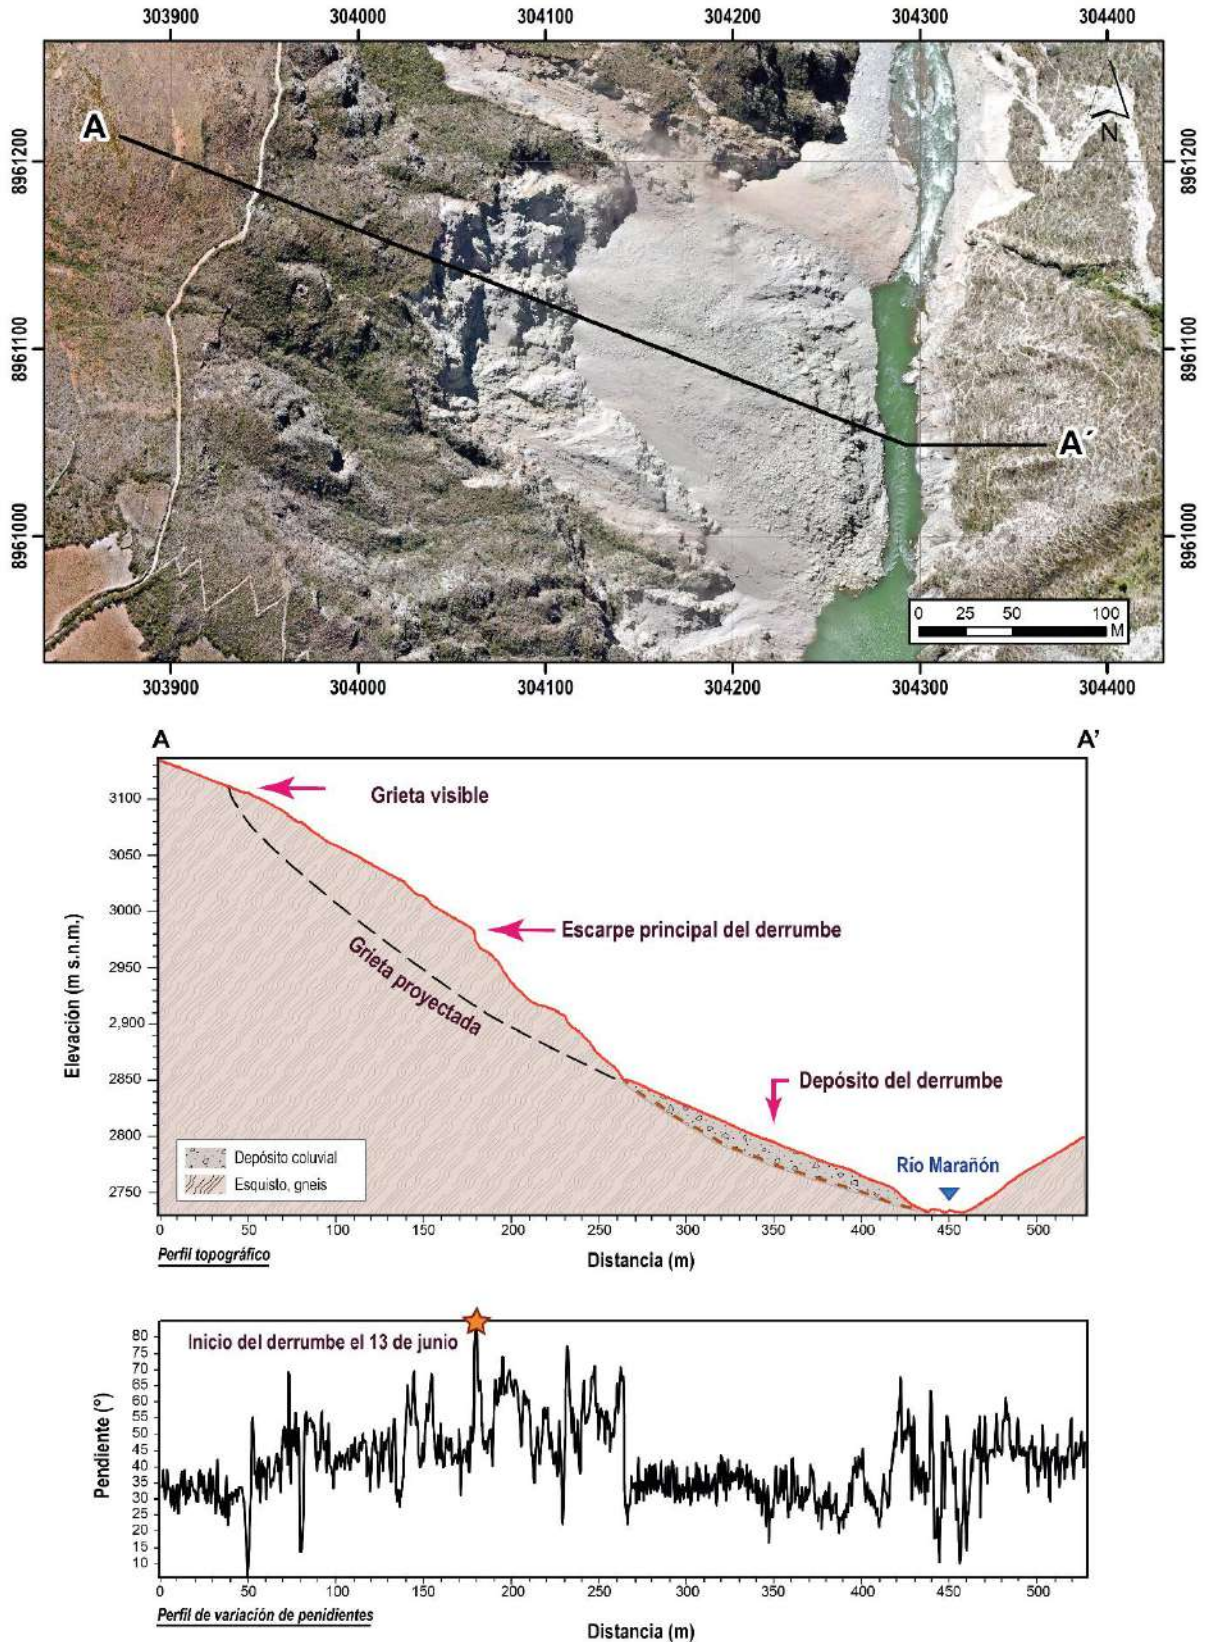 303900 304000 304100 304200 304300 304400
A
N
8961200 8961200
8961100 8961100
A´
8961000 8961000
0 25 50 100
M
303900 304000 304100 304200 304300 304400
A A’
Grieta visible
3100
3050
3000
Escarpe principal del derrumbe
Grieta proyectada
2950
2,900
2850
Depósito del derrumbe
2800
Río Marañón
2750
Elevación (m s.n.m.)
Depósito coluvial
Esquisto, gneis
0 50 100 150 200 250 300 350 400 450 500
Perfil topográfico
Distancia (m)
Inicio del derrumbe el 13 de junio
80
75
70
65
60
55
50
45
40
35
30
25
20
15
10
Pendiente (°)
0 50 100 150 200 250 300 350 400 450 500
Perfil de variación de penidientes
Distancia (m)